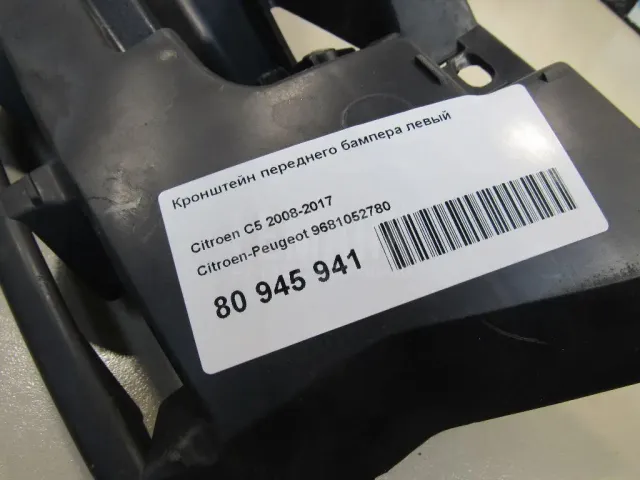 Кронштейн переднего бампера левый
Citroen C5 2008-2017
Citroen-Peugeot 9681052780
80 945 941